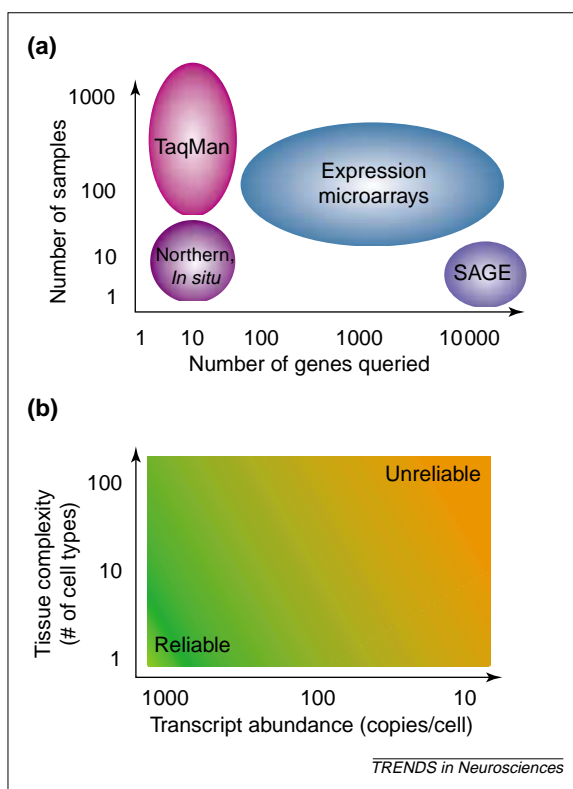 (a)
Number of samples
1000
100
10
1
TaqMan
Expression
microarrays
Northern,
In situ
SAGE
1 10 100 1000 10000
Number of genes queried
(b)
Tissue complexity
(# of cell types)
100
10
1
Unreliable
Reliable
1000 100 10
Transcript abundance (copies/cell)
TRENDS in Neurosciences